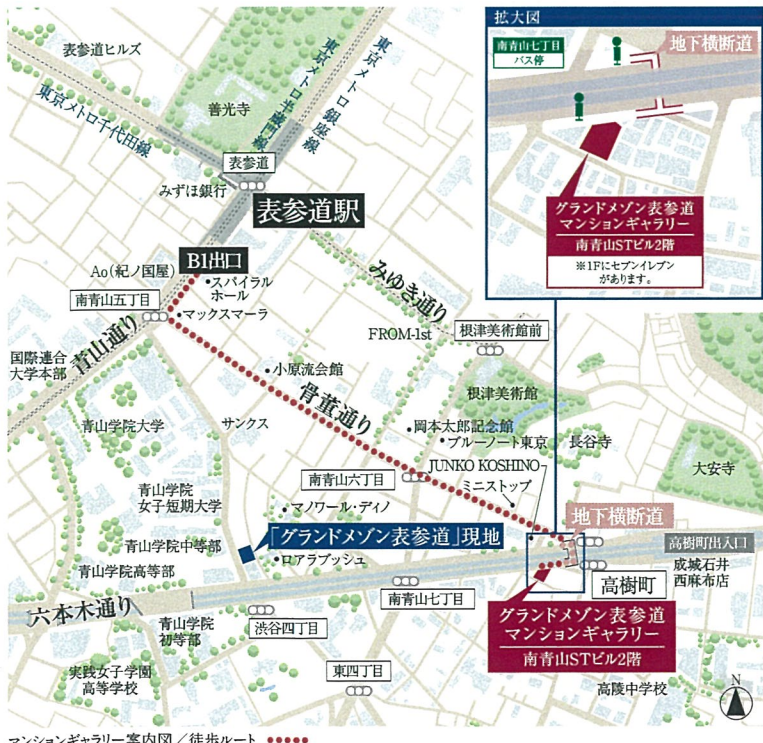 表参道ヒルズ
東京メトロ千代田線
善光寺
東京メトロ半蔵門線
東京メトロ銀座線
表参道
みずほ銀行
表参道駅
B1出口
Ao(紀ノ国屋)
スパイラル
ホール
南青山五丁目
マックスマーラ
青山通り
みゆき通り
FROM-1st
根津美術館前
国際連合
大学本部
小原流会館
骨董通り
根津美術館
青山学院大学
サンクス
岡本太郎記念館
ブルーノート東京
長谷寺
大安寺
JUNKO KOSHINO
ミニストップ
南青山六丁目
青山学院
女子短期大学
マノワール・ディノ
地下横断道
「グランドメゾン表参道」現地
青山学院中等部
ロアラブッシュ
高樹町出入口
青山学院高等部
高樹町
成城石井
西麻布店
六本木通り
南青山七丁目
青山学院
初等部
渋谷四丁目
グランドメゾン表参道
マンションギャラリー
南青山STビル2階
実践女子学園
高等学校
東四丁目
高陵中学校
N
拡大図
南青山七丁目
バス停
地下横断道
グランドメゾン表参道
マンションギャラリー
南青山STビル2階
※1Fにセブンイレブン
があります。
マンションギャラリー案内図/徒歩ルート